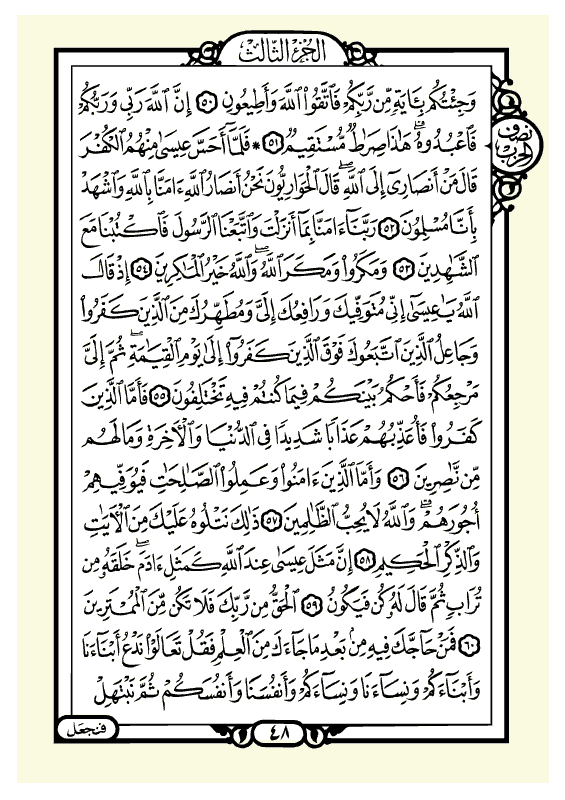 الجزء الثالث
وَجِئْتُكُم بِـَٔايَةٍ مِّن رَّبِّكُمْ فَٱتَّقُوا۟ ٱللَّهَ وَأَطِيعُونِ ٥٠ إِنَّ ٱللَّهَ رَبِّى وَرَبُّكُمْ
نصف الحزب
فَٱعْبُدُوهُ ۗ هَـٰذَا صِرَٰطٌ مُّسْتَقِيمٌ ٥١ * فَلَمَّآ أَحَسَّ عِيسَىٰ مِنْهُمُ ٱلْكُفْرَ
قَالَ مَنْ أَنصَارِىٓ إِلَى ٱللَّهِ ۖ قَالَ ٱلْحَوَارِيُّونَ نَحْنُ أَنصَارُ ٱللَّهِ ءَامَنَّا بِٱللَّهِ وَٱشْهَدْ
بِأَنَّا مُسْلِمُونَ ٥٢ رَبَّنَآ ءَامَنَّا بِمَآ أَنزَلْتَ وَٱتَّبَعْنَا ٱلرَّسُولَ فَٱكْتُبْنَا مَعَ
ٱلشَّـٰهِدِينَ ٥٣ وَمَكَرُوا۟ وَمَكَرَ ٱللَّهُ ۖ وَٱللَّهُ خَيْرُ ٱلْمَـٰكِرِينَ ٥٤ إِذْ قَالَ
ٱللَّهُ يَـٰعِيسَىٰٓ إِنِّى مُتَوَفِّيكَ وَرَافِعُكَ إِلَىَّ وَمُطَهِّرُكَ مِنَ ٱلَّذِينَ كَفَرُوا۟
وَجَاعِلُ ٱلَّذِينَ ٱتَّبَعُوكَ فَوْقَ ٱلَّذِينَ كَفَرُوٓا۟ إِلَىٰ يَوْمِ ٱلْقِيَـٰمَةِ ۖ ثُمَّ إِلَىَّ
مَرْجِعُكُمْ فَأَحْكُمُ بَيْنَكُمْ فِيمَا كُنتُمْ فِيهِ تَخْتَلِفُونَ ٥٥ فَأَمَّا ٱلَّذِينَ
كَفَرُوا۟ فَأُعَذِّبُهُمْ عَذَابًا شَدِيدًا فِى ٱلدُّنْيَا وَٱلْـَٔاخِرَةِ وَمَا لَهُم
مِّن نَّـٰصِرِينَ ٥٦ وَأَمَّا ٱلَّذِينَ ءَامَنُوا۟ وَعَمِلُوا۟ ٱلصَّـٰلِحَـٰتِ فَيُوَفِّيهِمْ
أُجُورَهُمْ ۗ وَٱللَّهُ لَا يُحِبُّ ٱلظَّـٰلِمِينَ ٥٧ ذَٰلِكَ نَتْلُوهُ عَلَيْكَ مِنَ ٱلْـَٔايَـٰتِ
وَٱلذِّكْرِ ٱلْحَكِيمِ ٥٨ إِنَّ مَثَلَ عِيسَىٰ عِندَ ٱللَّهِ كَمَثَلِ ءَادَمَ ۖ خَلَقَهُۥ مِن
تُرَابٍ ثُمَّ قَالَ لَهُۥ كُن فَيَكُونُ ٥٩ ٱلْحَقُّ مِن رَّبِّكَ فَلَا تَكُن مِّنَ ٱلْمُمْتَرِينَ
٦٠ فَمَنْ حَآجَّكَ فِيهِ مِنۢ بَعْدِ مَا جَآءَكَ مِنَ ٱلْعِلْمِ فَقُلْ تَعَالَوْا۟ نَدْعُ أَبْنَآءَنَا
وَأَبْنَآءَكُمْ وَنِسَآءَنَا وَنِسَآءَكُمْ وَأَنفُسَنَا وَأَنفُسَكُمْ ثُمَّ نَبْتَهِلْ
فنجعل
٤٨